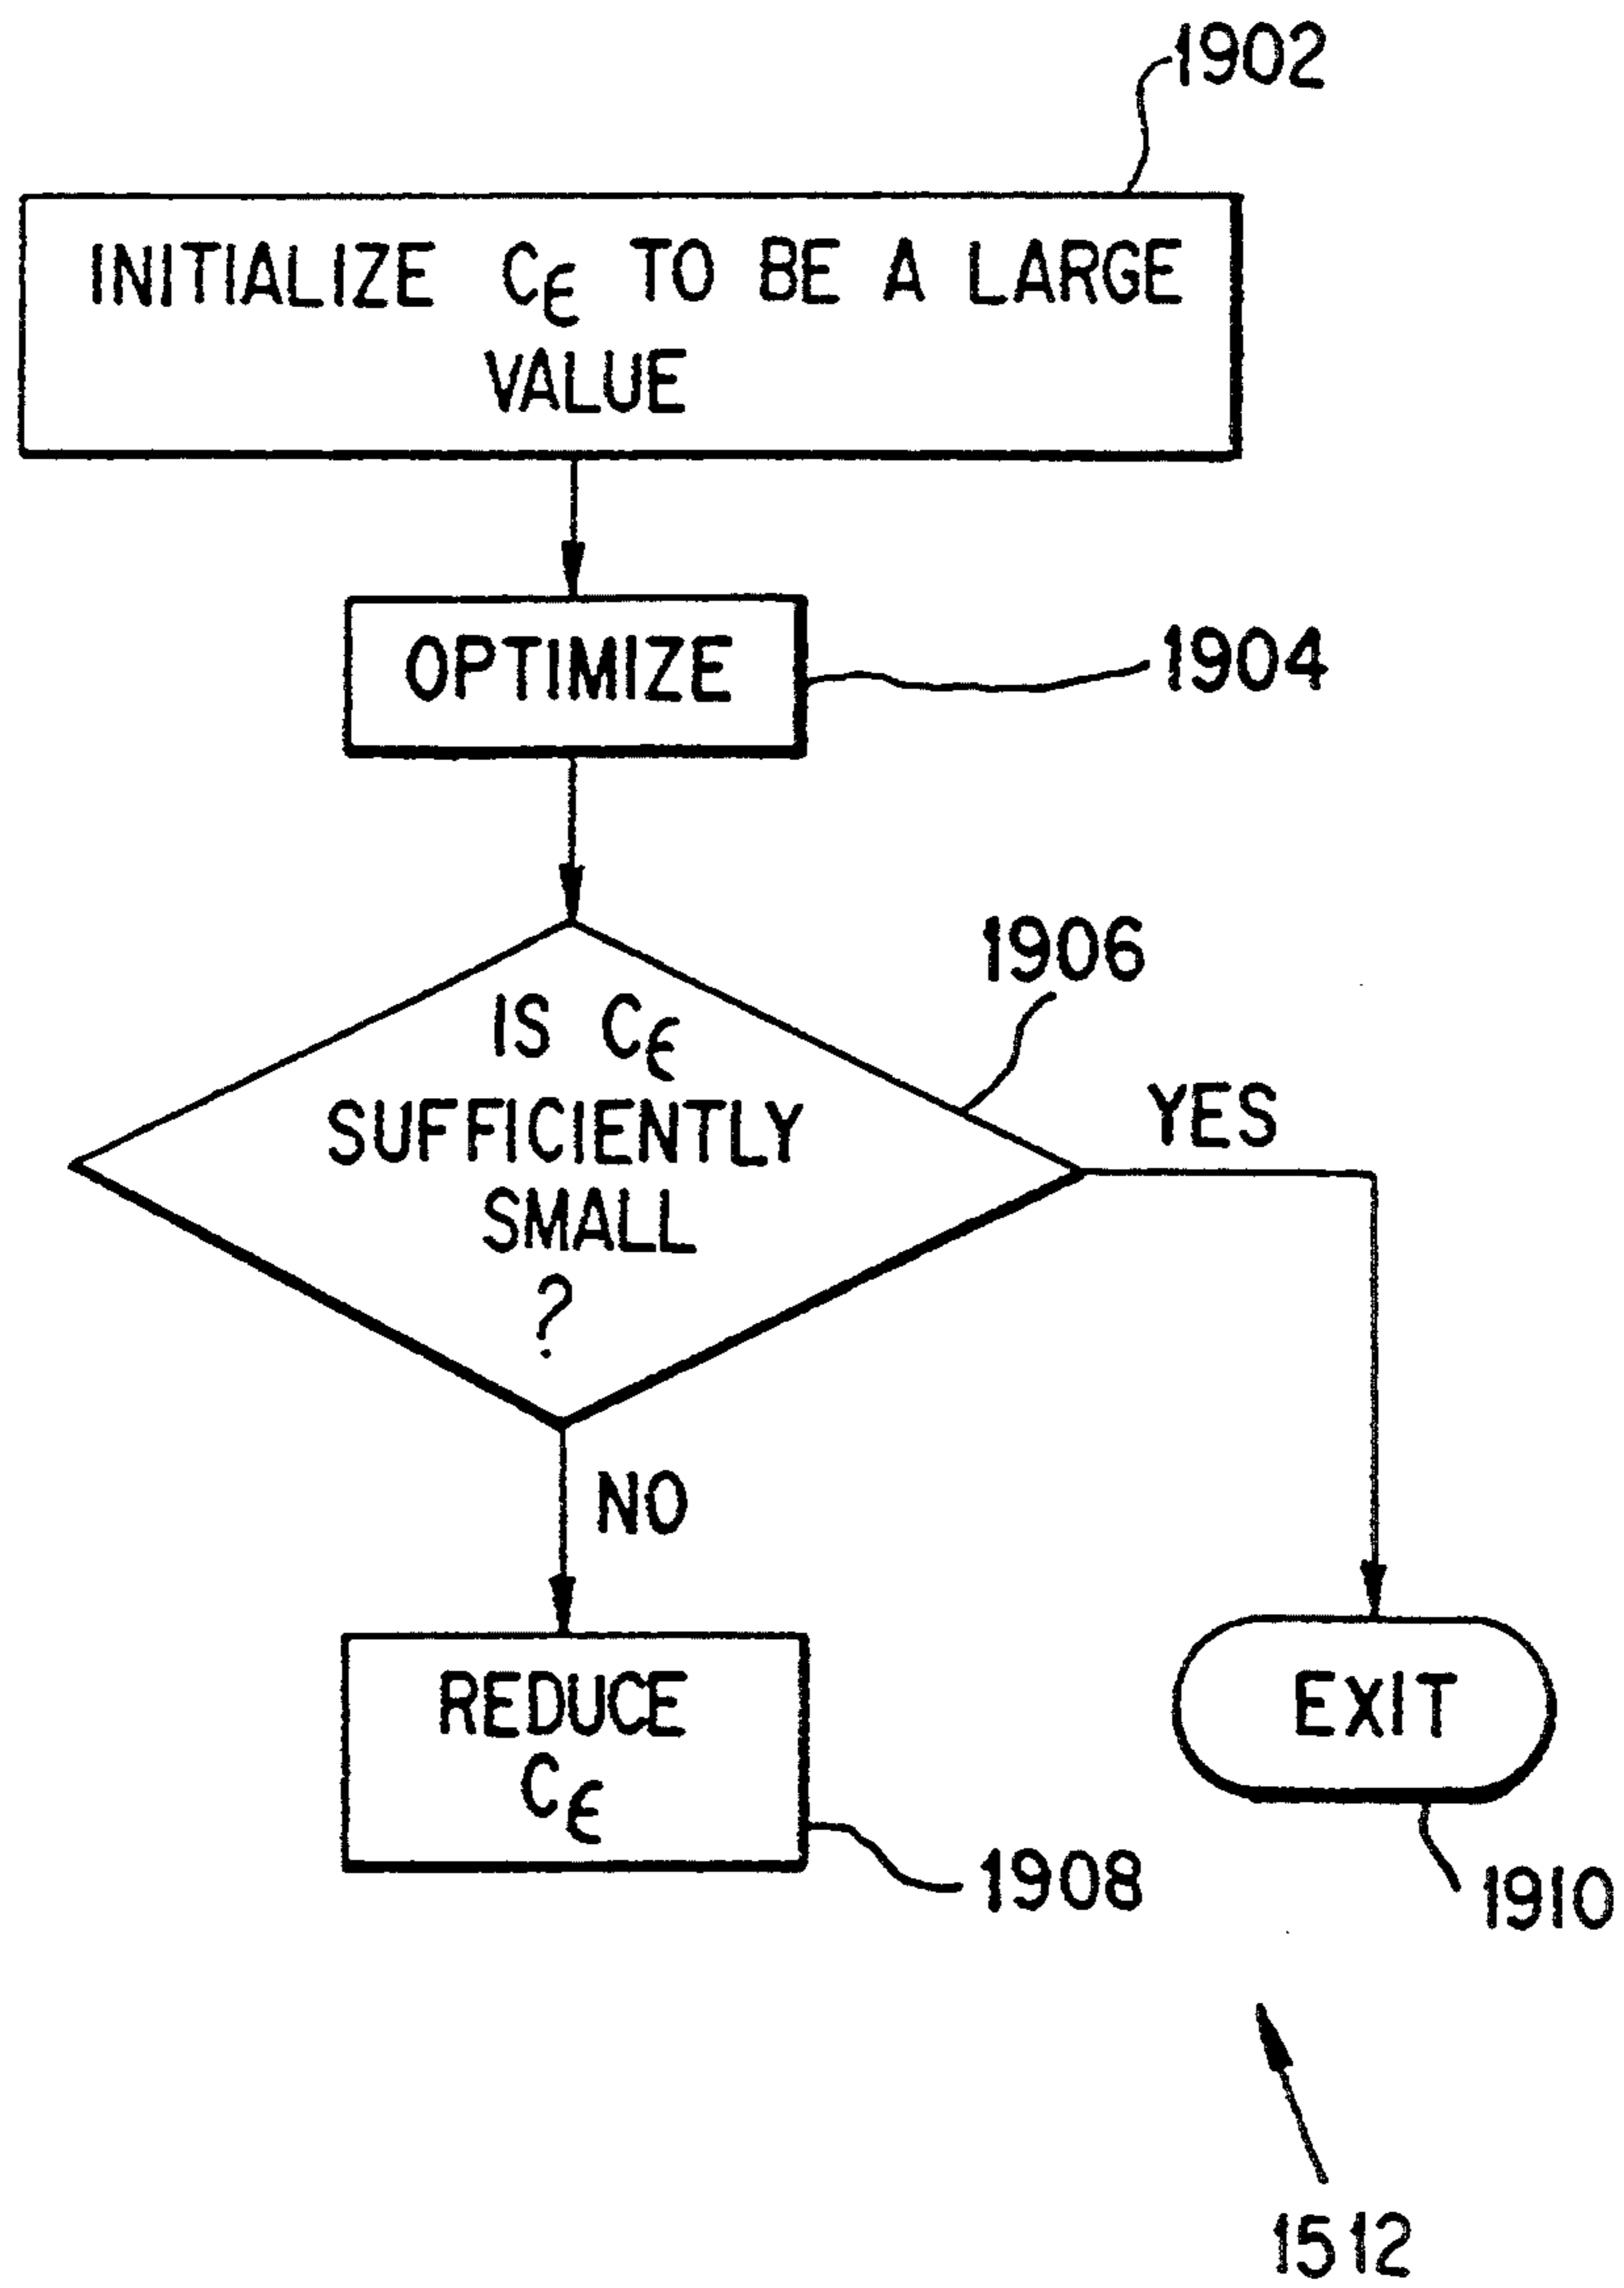 1902
INITIALIZE Cϵ TO BE A LARGE
VALUE
OPTIMIZE
1904
1906
IS Cϵ
SUFFICIENTLY
SMALL
?
YES
NO
REDUCE
Cϵ
EXIT
1908
1910
1512